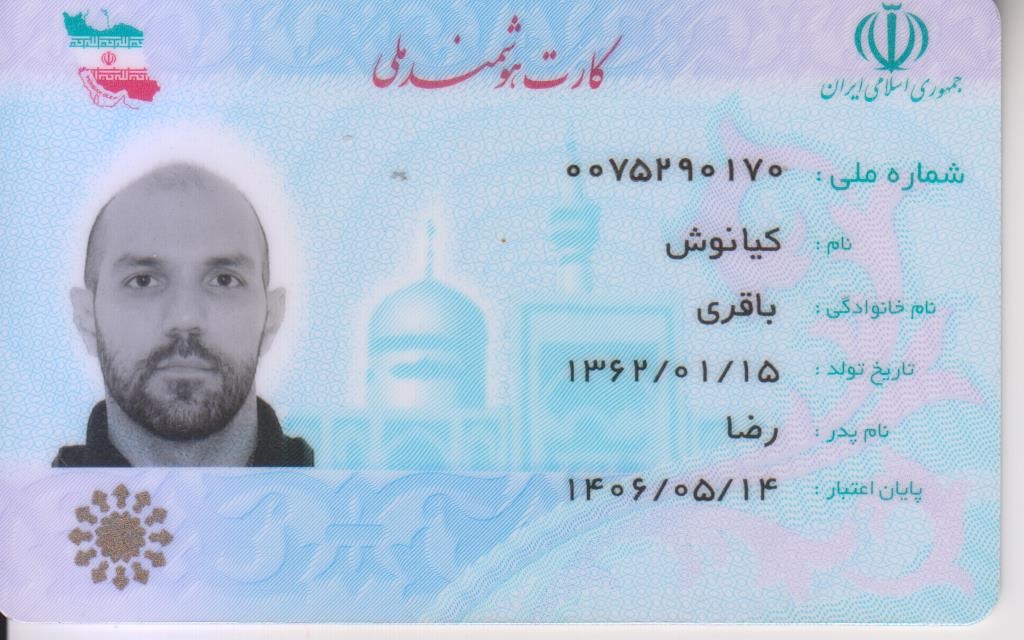 کارت هوشمند ملی
جمهوری اسلامی ایران
شماره ملی : ۰۰۷۵۲۹۰۱۷۰
نام : کیانوش
نام خانوادگی : باقری
تاریخ تولد : ۱۳۶۲/۰۱/۱۵
نام پدر : رضا
پایان اعتبار : ۱۴۰۶/۰۵/۱۴